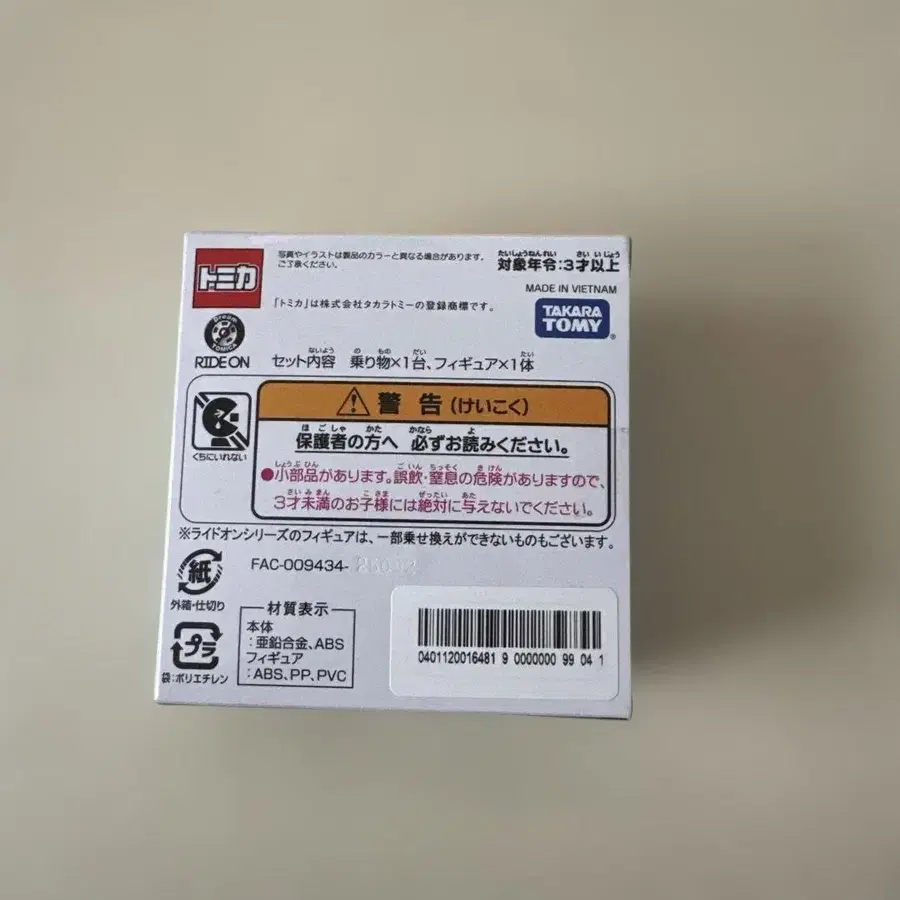 トミカ
写真やイラストは製品のカラーと異なる場合があります。
ご了承ください。
たいしょうねんれい さい いじょう
対象年令:3才以上
MADE IN VIETNAM
「トミカ」は株式会社タカラトミーの登録商標です。
TAKARA
TOMY®
Dream
TOMICA
RIDE ON
ないよう の もの だい たい
セット内容 乗り物×1台、フィギュア×1体
警告(けいこく)
ほごしゃ かた かなら よ
保護者の方へ 必ずお読みください。
くちにいれない
しょうぶひん ごいん ちっそく きけん
●小部品があります。誤飲・窒息の危険がありますので、
さいみまん こさま ぜったい あた
3才未満のお子様には絶対に与えないでください。
※ライドオンシリーズのフィギュアは、一部乗せ換えができないものもございます。
FAC-009434-
紙
外箱・仕切り
プラ
袋:ポリエチレン
材質表示
本体
:亜鉛合金、ABS
フィギュア
:ABS、PP、PVC
0401120016481 9 0000000 99 04 1